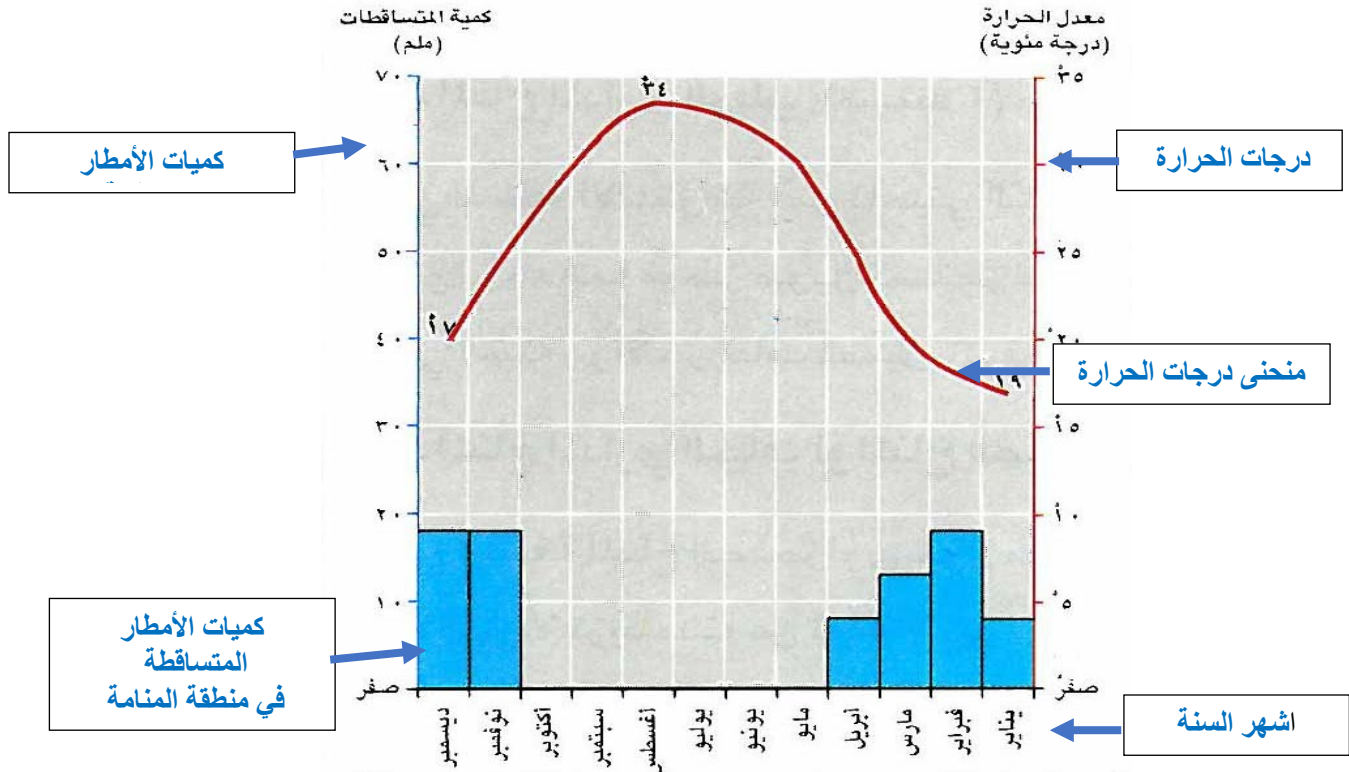 معدل الحرارة
(درجة مئوية)
كمية المتساقطات
(ملم)
٣٥
٢٥
٢٠
١٥
١٠
٥
صفر
٧٠
٦٠
٥٠
٤٠
٣٠
٢٠
١٠
صفر
٣٤
١٧
١٩
درجات الحرارة
منحنى درجات الحرارة
اشهر السنة
كميات الأمطار
كميات الأمطار
المتساقطة
في منطقة المنامة
يناير
فبراير
مارس
أبريل
مايو
يونيو
يوليو
أغسطس
سبتمبر
أكتوبر
نوفمبر
ديسمبر